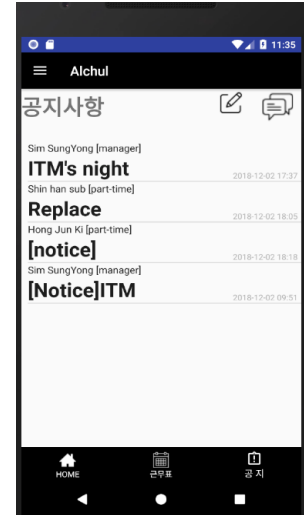 11:35
Alchul
공지사항
Sim SungYong [manager]
ITM's night
2018-12-02 17:37
Shin han sub [part-time]
Replace
2018-12-02 18:05
Hong Jun Ki [part-time]
[notice]
2018-12-02 18:18
Sim SungYong [manager]
[Notice]ITM
2018-12-02 09:51
HOME 근무표 공 지